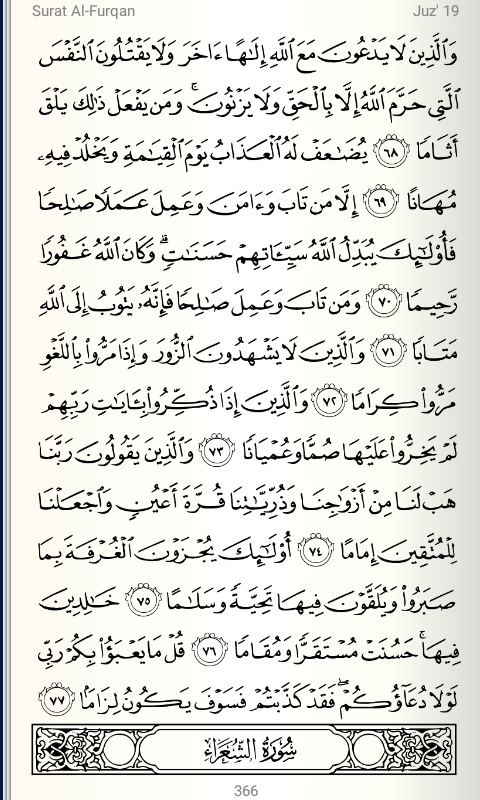 Surat Al-Furqan
Juz' 19
وَٱلَّذِينَ لَا يَدْعُونَ مَعَ ٱللَّهِ إِلَـٰهًا ءَاخَرَ وَلَا يَقْتُلُونَ ٱلنَّفْسَ
ٱلَّتِى حَرَّمَ ٱللَّهُ إِلَّا بِٱلْحَقِّ وَلَا يَزْنُونَ ۚ وَمَن يَفْعَلْ ذَٰلِكَ يَلْقَ
أَثَامًا ٦٨ يُضَـٰعَفْ لَهُ ٱلْعَذَابُ يَوْمَ ٱلْقِيَـٰمَةِ وَيَخْلُدْ فِيهِۦ
مُهَانًا ٦٩ إِلَّا مَن تَابَ وَءَامَنَ وَعَمِلَ عَمَلًا صَـٰلِحًا
فَأُو۟لَـٰٓئِكَ يُبَدِّلُ ٱللَّهُ سَيِّـَٔاتِهِمْ حَسَنَـٰتٍ ۗ وَكَانَ ٱللَّهُ غَفُورًا
رَّحِيمًا ٧٠ وَمَن تَابَ وَعَمِلَ صَـٰلِحًا فَإِنَّهُۥ يَتُوبُ إِلَى ٱللَّهِ
مَتَابًا ٧١ وَٱلَّذِينَ لَا يَشْهَدُونَ ٱلزُّورَ وَإِذَا مَرُّوا۟ بِٱللَّغْوِ
مَرُّوا۟ كِرَامًا ٧٢ وَٱلَّذِينَ إِذَا ذُكِّرُوا۟ بِـَٔايَـٰتِ رَبِّهِمْ
لَمْ يَخِرُّوا۟ عَلَيْهَا صُمًّا وَعُمْيَانًا ٧٣ وَٱلَّذِينَ يَقُولُونَ رَبَّنَا
هَبْ لَنَا مِنْ أَزْوَٰجِنَا وَذُرِّيَّـٰتِنَا قُرَّةَ أَعْيُنٍ وَٱجْعَلْنَا
لِلْمُتَّقِينَ إِمَامًا ٧٤ أُو۟لَـٰٓئِكَ يُجْزَوْنَ ٱلْغُرْفَةَ بِمَا
صَبَرُوا۟ وَيُلَقَّوْنَ فِيهَا تَحِيَّةً وَسَلَـٰمًا ٧٥ خَـٰلِدِينَ
فِيهَا ۚ حَسُنَتْ مُسْتَقَرًّا وَمُقَامًا ٧٦ قُلْ مَا يَعْبَؤُا۟ بِكُمْ رَبِّى
لَوْلَا دُعَآؤُكُمْ ۖ فَقَدْ كَذَّبْتُمْ فَسَوْفَ يَكُونُ لِزَامًۢا ٧٧
سُورَةُ الشُّعَرَاءِ
366